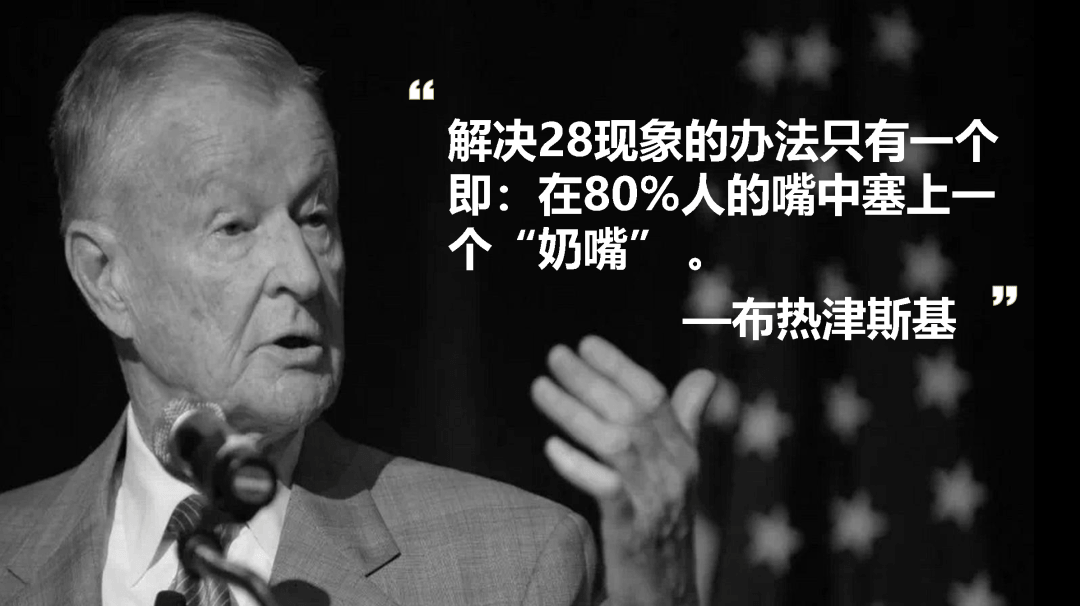 “
解决28现象的办法只有一个
即：在80%人的嘴中塞上一
个“奶嘴” 。
—布热津斯基 ”